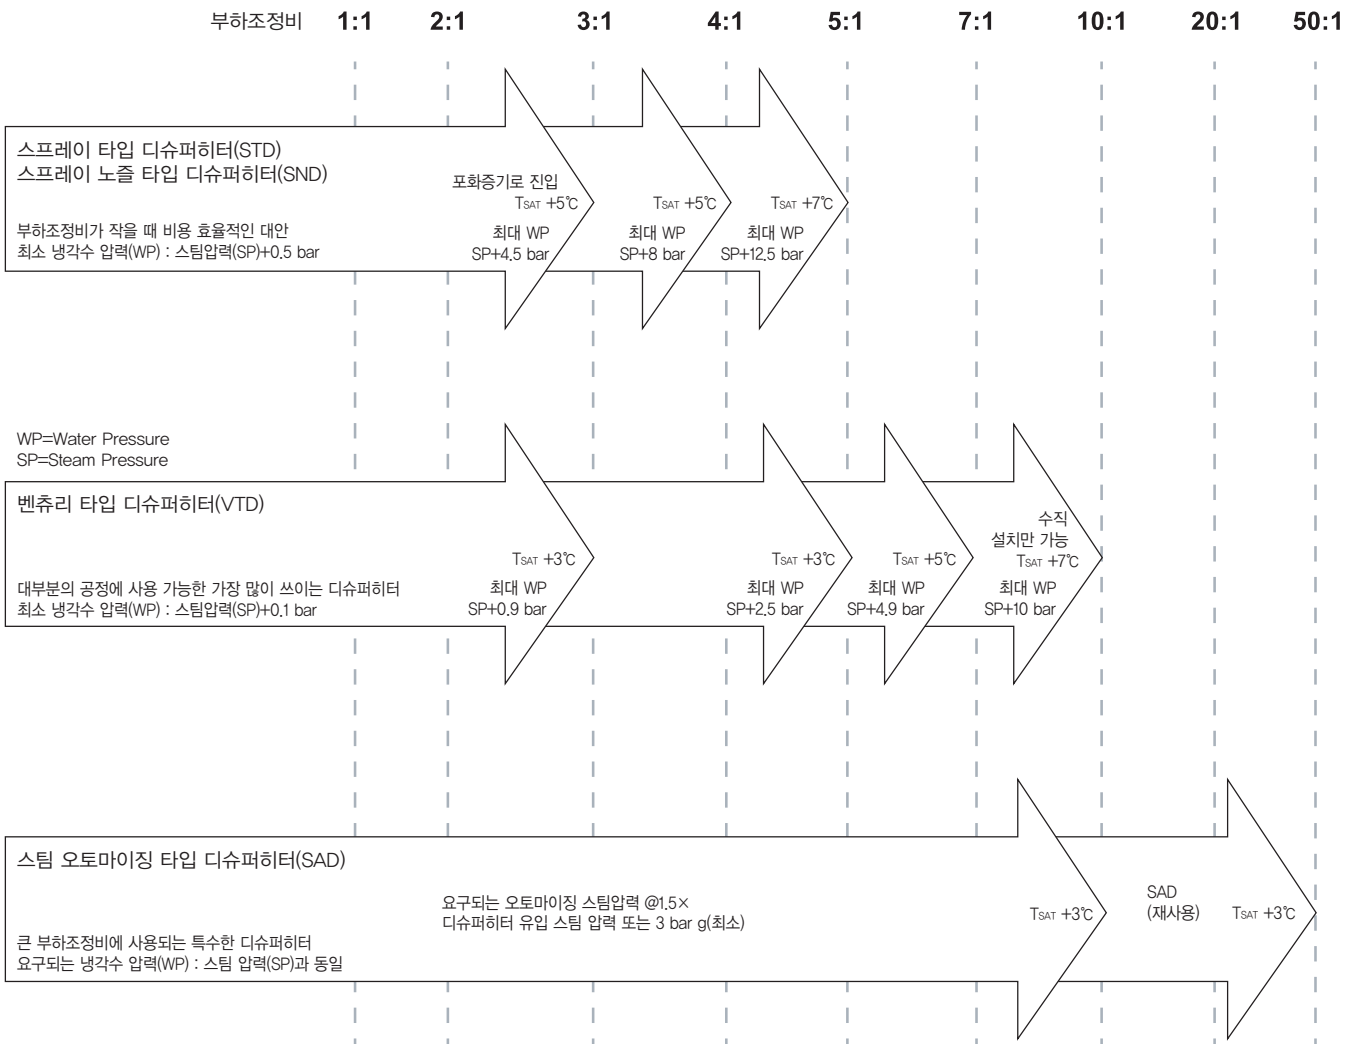 부하조정비 1:1 2:1 3:1 4:1 5:1 7:1 10:1 20:1 50:1
스프레이 타입 디슈퍼히터(STD)
스프레이 노즐 타입 디슈퍼히터(SND)
부하조정비가 작을 때 비용 효율적인 대안
최소 냉각수 압력(WP) : 스팀압력(SP)+0.5 bar
포화증기로 진입
TSAT +5℃
최대 WP
SP+4.5 bar
TSAT +5℃
최대 WP
SP+8 bar
TSAT +7℃
최대 WP
SP+12.5 bar
WP=Water Pressure
SP=Steam Pressure
벤츄리 타입 디슈퍼히터(VTD)
대부분의 공정에 사용 가능한 가장 많이 쓰이는 디슈퍼히터
최소 냉각수 압력(WP) : 스팀압력(SP)+0.1 bar
TSAT +3℃
최대 WP
SP+0.9 bar
TSAT +3℃
최대 WP
SP+2.5 bar
TSAT +5℃
최대 WP
SP+4.9 bar
수직
설치만 가능
TSAT +7℃
최대 WP
SP+10 bar
스팀 오토마이징 타입 디슈퍼히터(SAD)
큰 부하조정비에 사용되는 특수한 디슈퍼히터
요구되는 냉각수 압력(WP) : 스팀 압력(SP)과 동일
요구되는 오토마이징 스팀압력 @1.5×
디슈퍼히터 유입 스팀 압력 또는 3 bar g(최소)
TSAT +3℃
SAD
(재사용)
TSAT +3℃